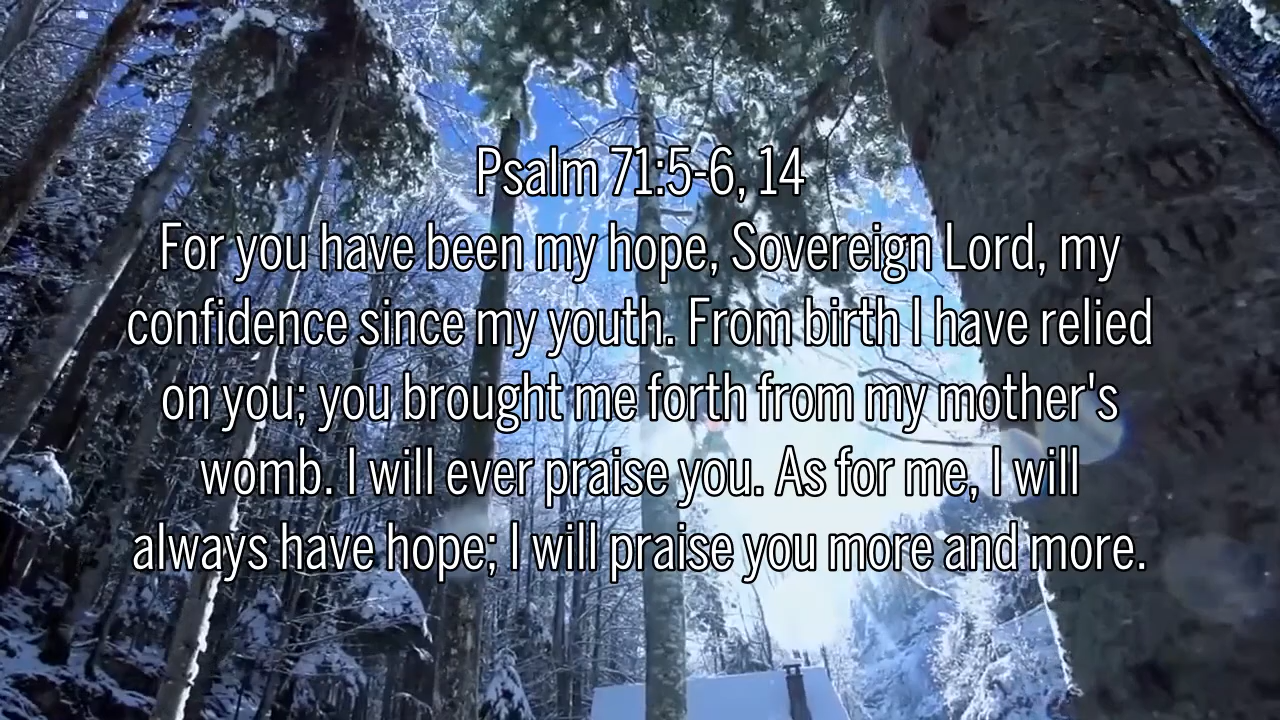 Psalm 71:5-6, 14
For you have been my hope, Sovereign Lord, my
confidence since my youth. From birth I have relied
on you; you brought me forth from my mother's
womb. I will ever praise you. As for me, I will
always have hope; I will praise you more and more.